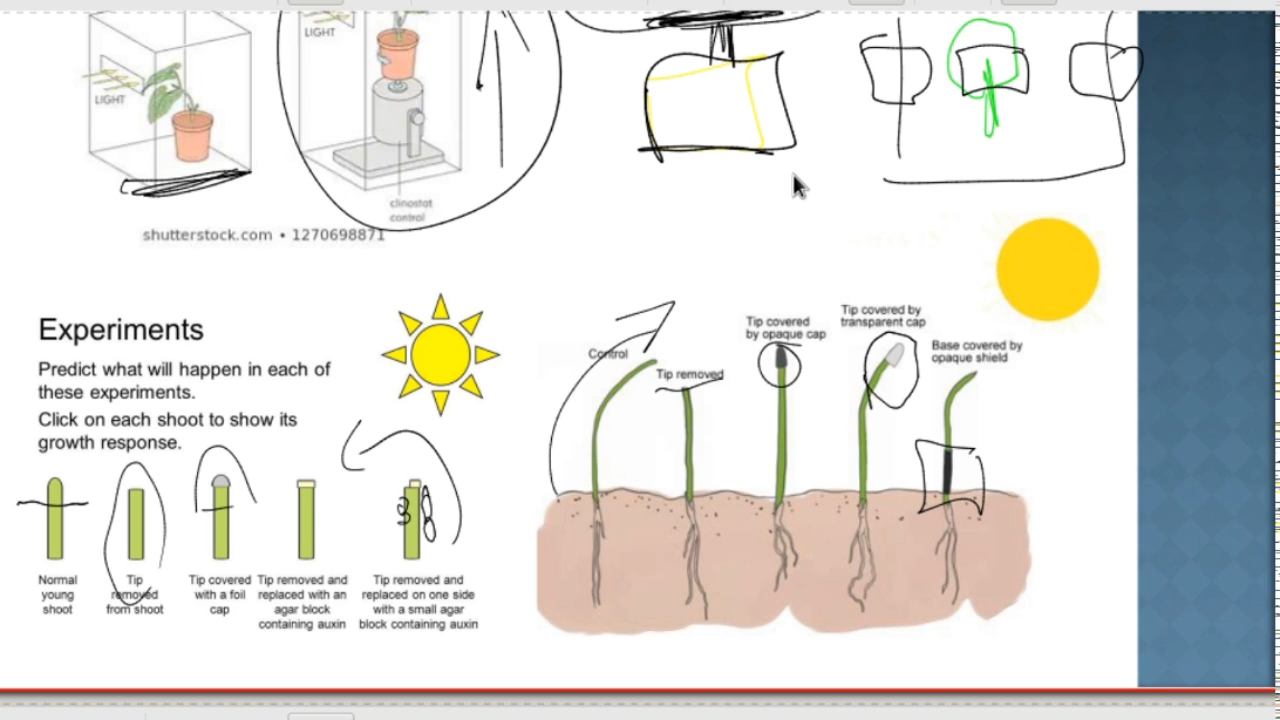 LIGHT
LIGHT
clinostat
control
shutterstock.com • 1270698871
Experiments
Predict what will happen in each of
these experiments.
Click on each shoot to show its
growth response.
Normal
young
shoot
Tip
removed
from shoot
Tip covered
with a foil
cap
Tip removed and
replaced with an
agar block
containing auxin
Tip removed and
replaced on one side
with a small agar
block containing auxin
Control
Tip removed
Tip covered
by opaque cap
Tip covered by
transparent cap
Base covered by
opaque shield